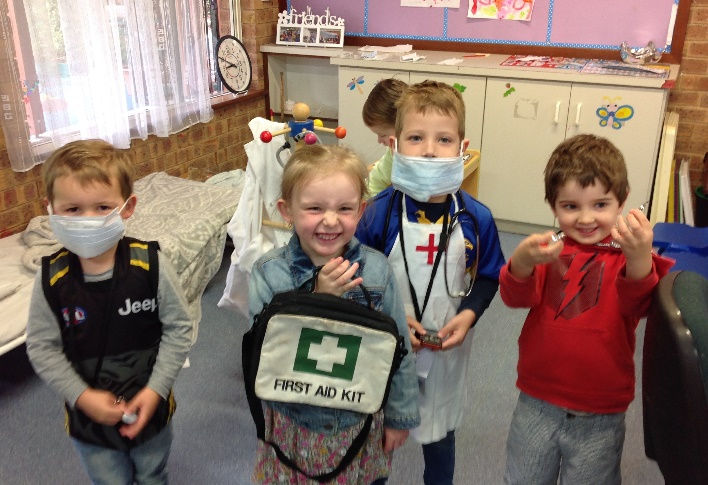 friends
Jeep
FIRST AID KIT